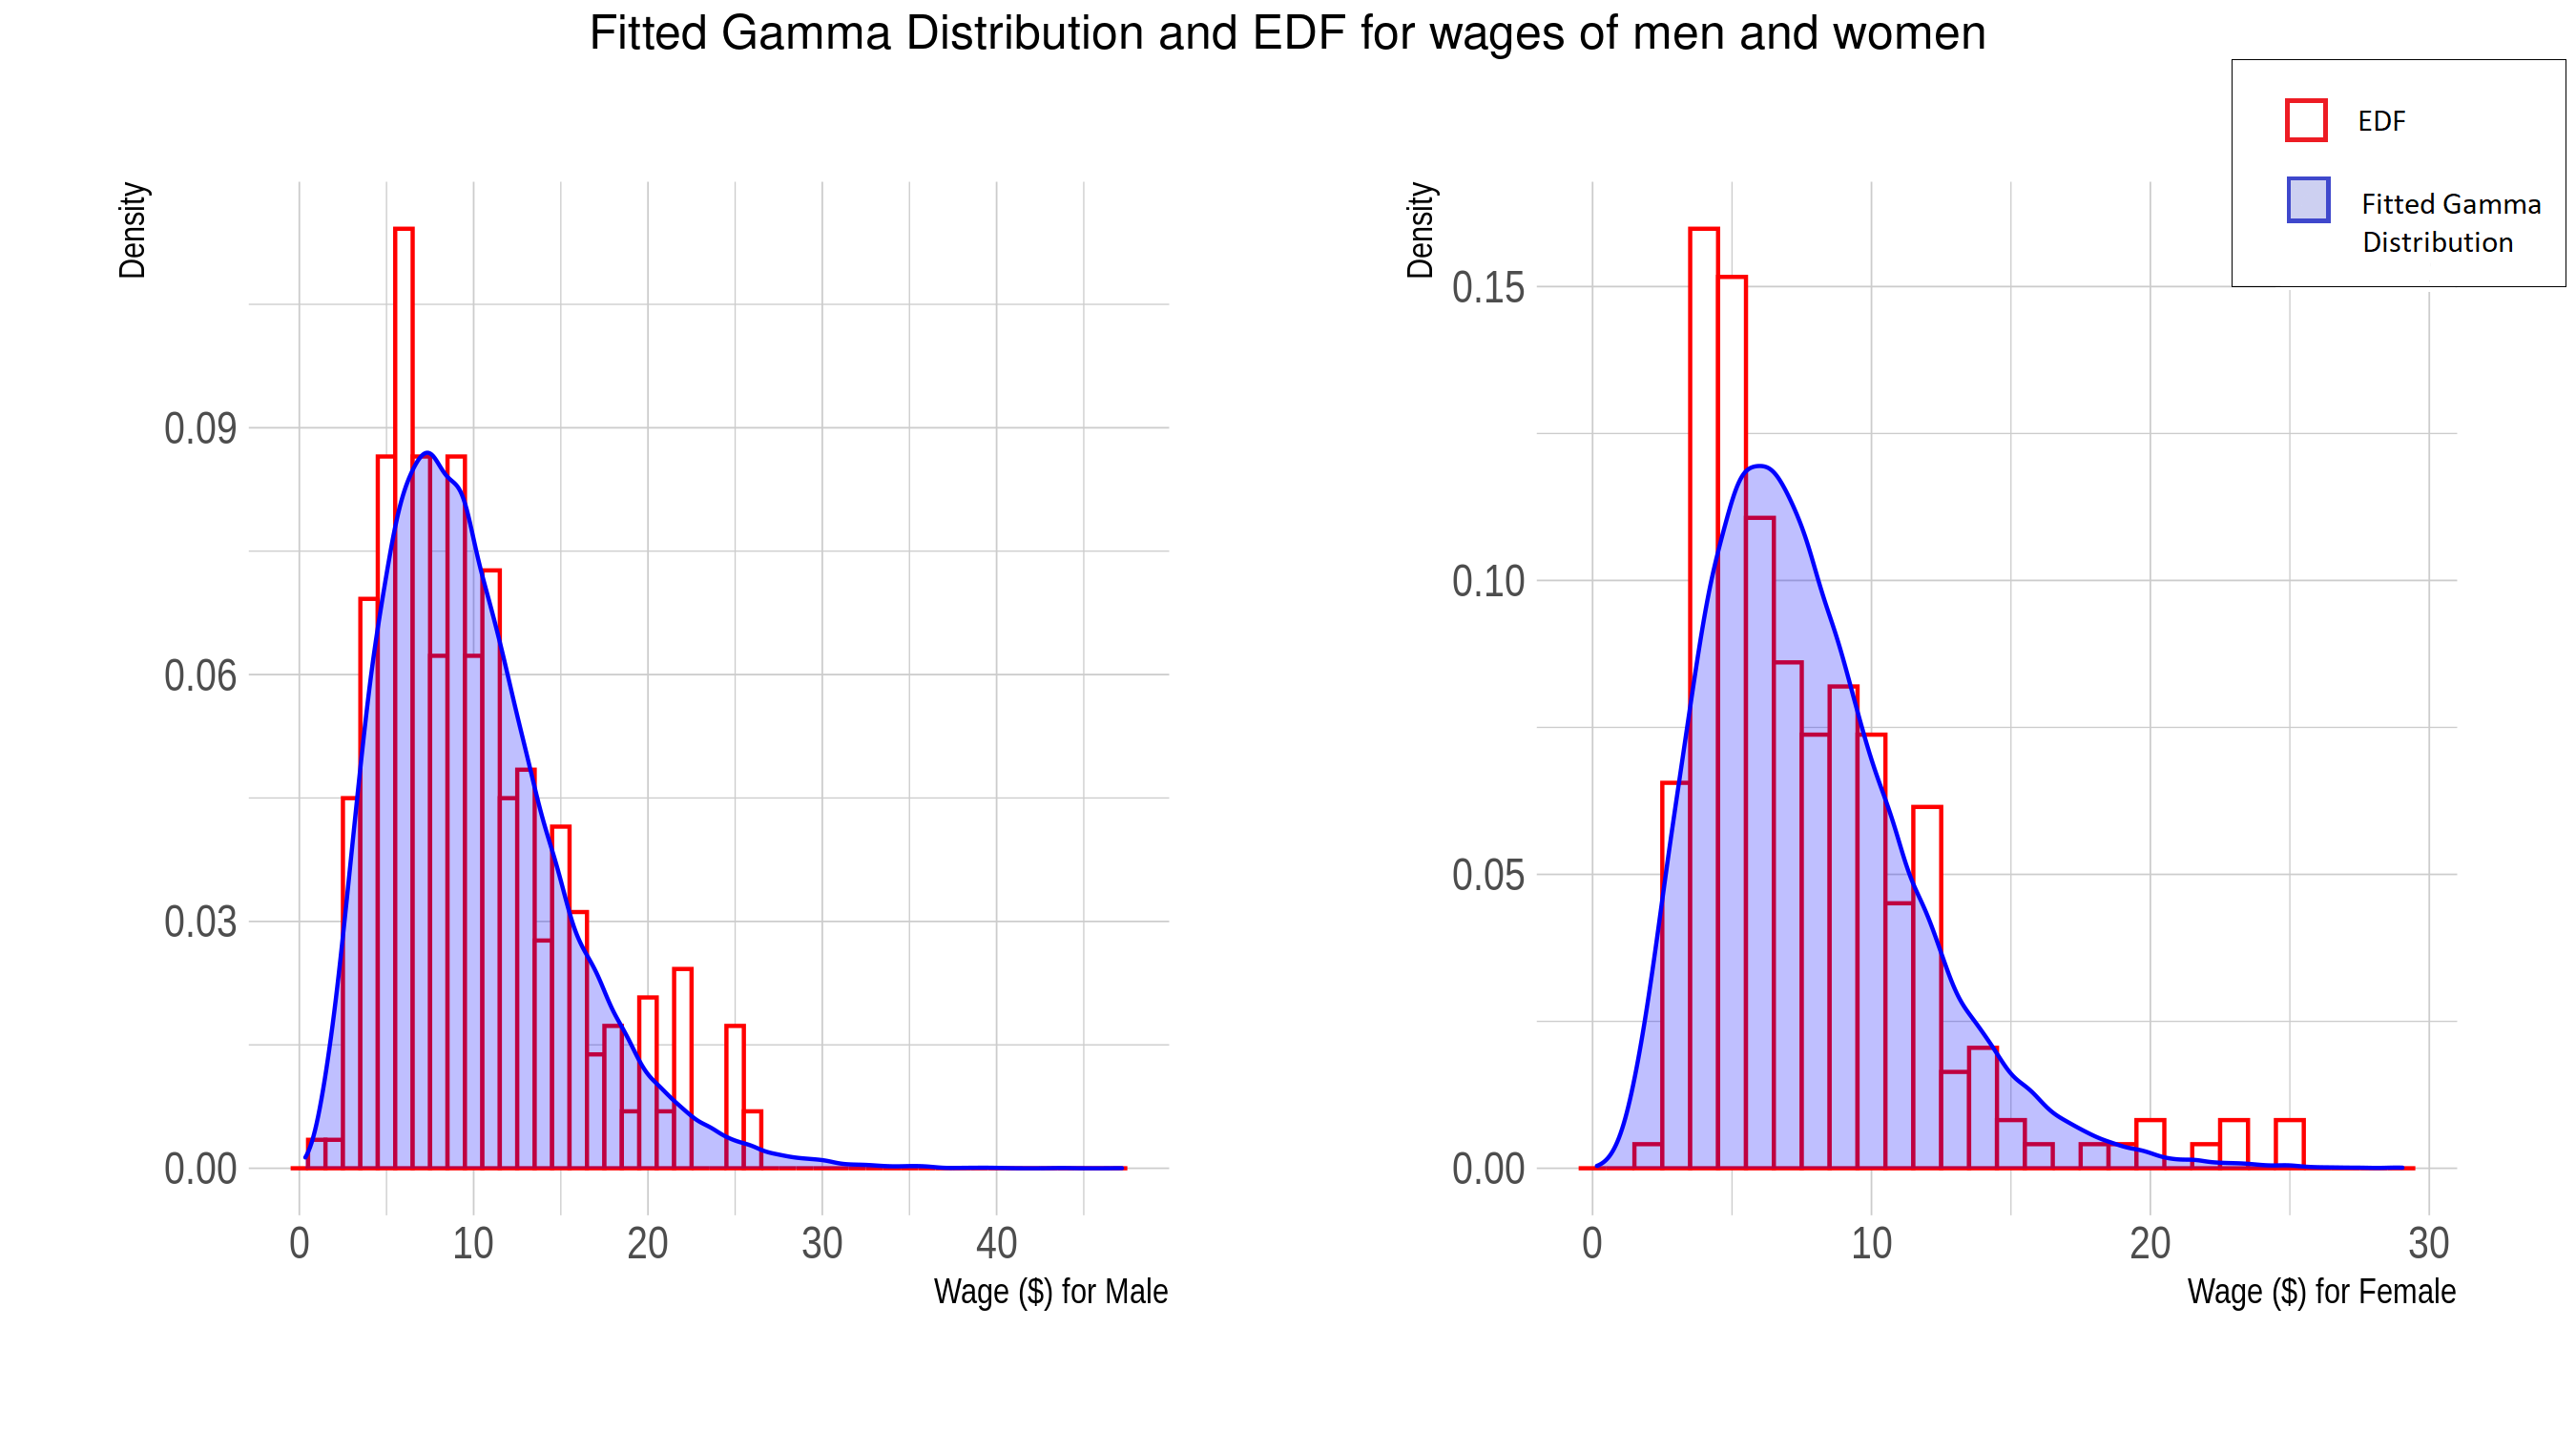 Fitted Gamma Distribution and EDF for wages of men and women
EDF
Fitted Gamma
Distribution
Density
0.09
0.06
0.03
0.00
0 10 20 30 40
Wage ($) for Male
Density
0.15
0.10
0.05
0.00
0 10 20 30
Wage ($) for Female